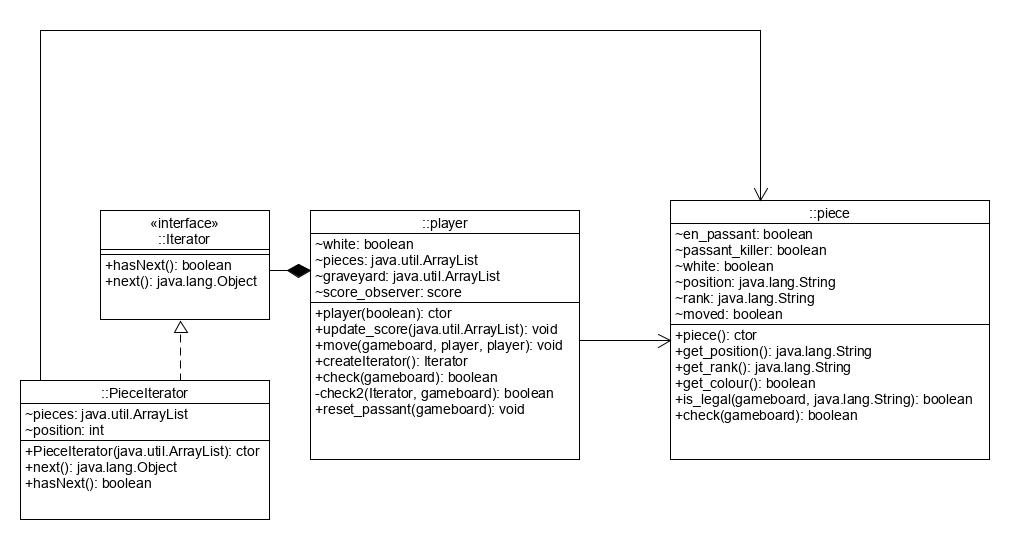 «interface»
::Iterator
+hasNext(): boolean
+next(): java.lang.Object
::player
~white: boolean
~pieces: java.util.ArrayList
~graveyard: java.util.ArrayList
~score_observer: score
+player(boolean): ctor
+update_score(java.util.ArrayList): void
+move(gameboard, player, player): void
+createIterator(): Iterator
+check(gameboard): boolean
-check2(Iterator, gameboard): boolean
+reset_passant(gameboard): void
::piece
~en_passant: boolean
~passant_killer: boolean
~white: boolean
~position: java.lang.String
~rank: java.lang.String
~moved: boolean
+piece(): ctor
+get_position(): java.lang.String
+get_rank(): java.lang.String
+get_colour(): boolean
+is_legal(gameboard, java.lang.String): boolean
+check(gameboard): boolean
::PieceIterator
~pieces: java.util.ArrayList
~position: int
+PieceIterator(java.util.ArrayList): ctor
+next(): java.lang.Object
+hasNext(): boolean